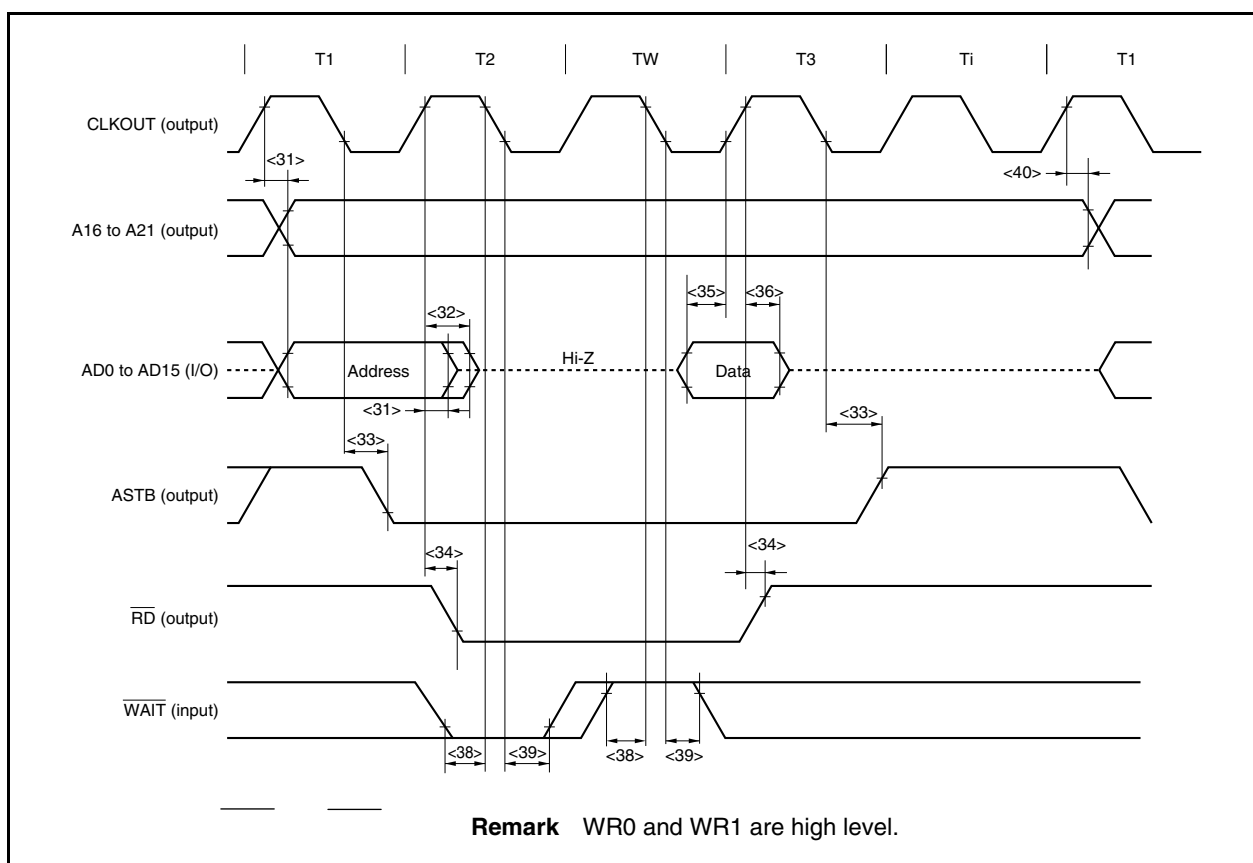 T1 T2 TW T3 Ti T1
CLKOUT (output)
<31>
<40>
A16 to A21 (output)
<35> <36>
<32>
Hi-Z
AD0 to AD15 (I/O) Address Data
<31>
<33> <33>
ASTB (output)
<34> <34>
RD (output)
WAIT (input)
<38> <39> <38> <39>
Remark WR0 and WR1 are high level.